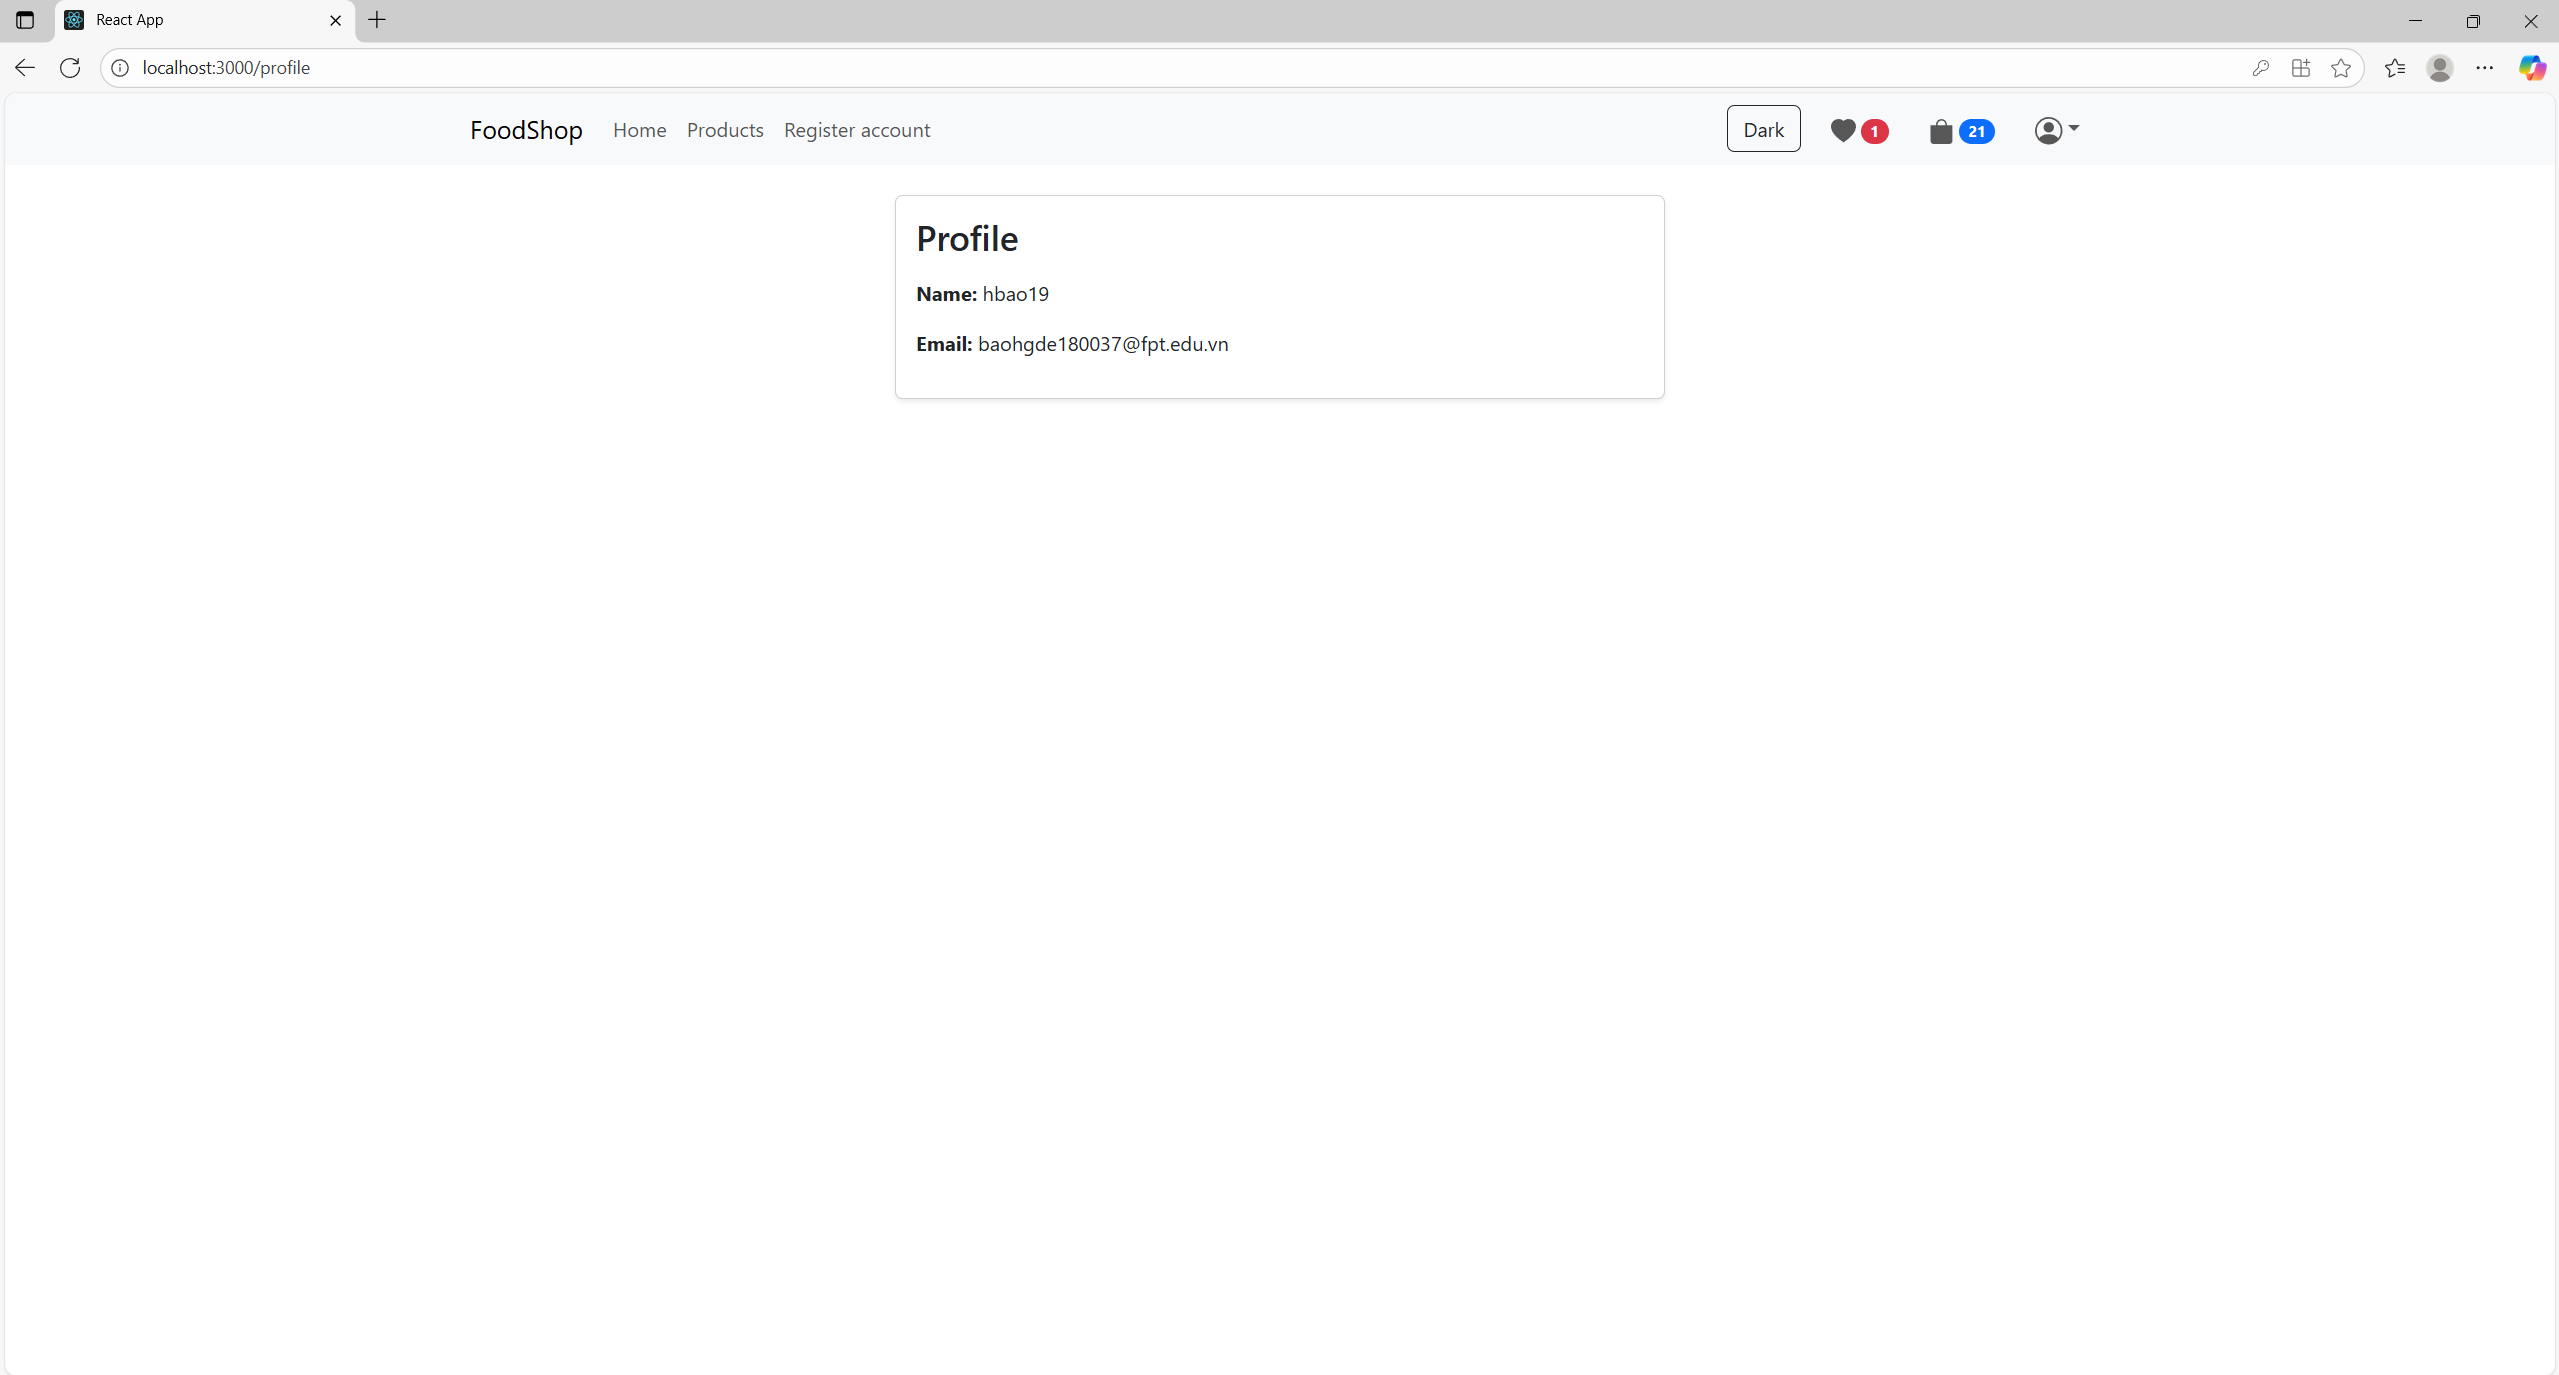 React App
localhost:3000/profile
FoodShop Home Products Register account Dark 1 21
Profile
Name: hbao19
Email: baohgde180037@fpt.edu.vn